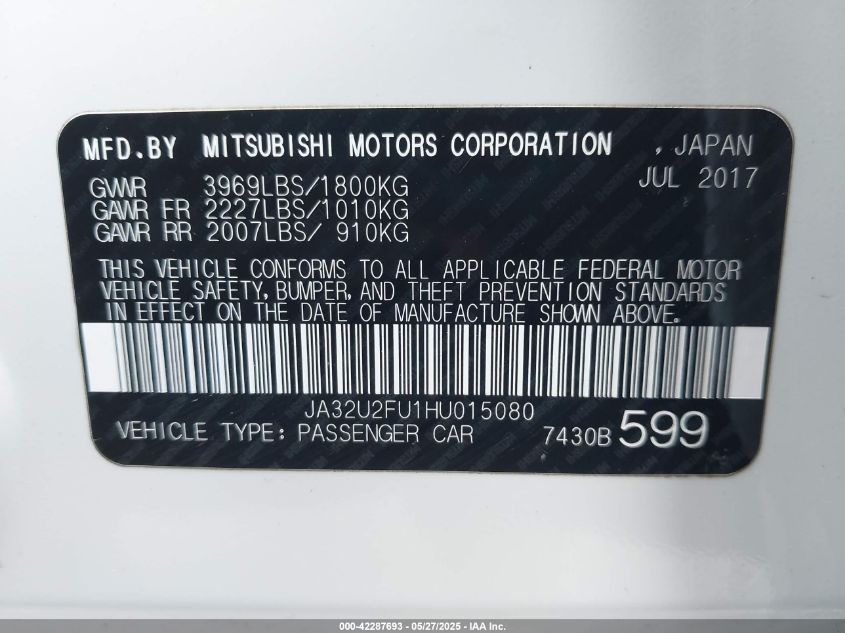 MFD.BY MITSUBISHI MOTORS CORPORATION , JAPAN
JUL 2017
GVWR 3969LBS/1800KG
GAWR FR 2227LBS/1010KG
GAWR RR 2007LBS/ 910KG
THIS VEHICLE CONFORMS TO ALL APPLICABLE FEDERAL MOTOR
VEHICLE SAFETY, BUMPER, AND THEFT PREVENTION STANDARDS
IN EFFECT ON THE DATE OF MANUFACTURE SHOWN ABOVE.
JA32U2FU1HU015080
VEHICLE TYPE: PASSENGER CAR 7430B 599
000-42287693 - 05/27/2025 - IAA Inc.